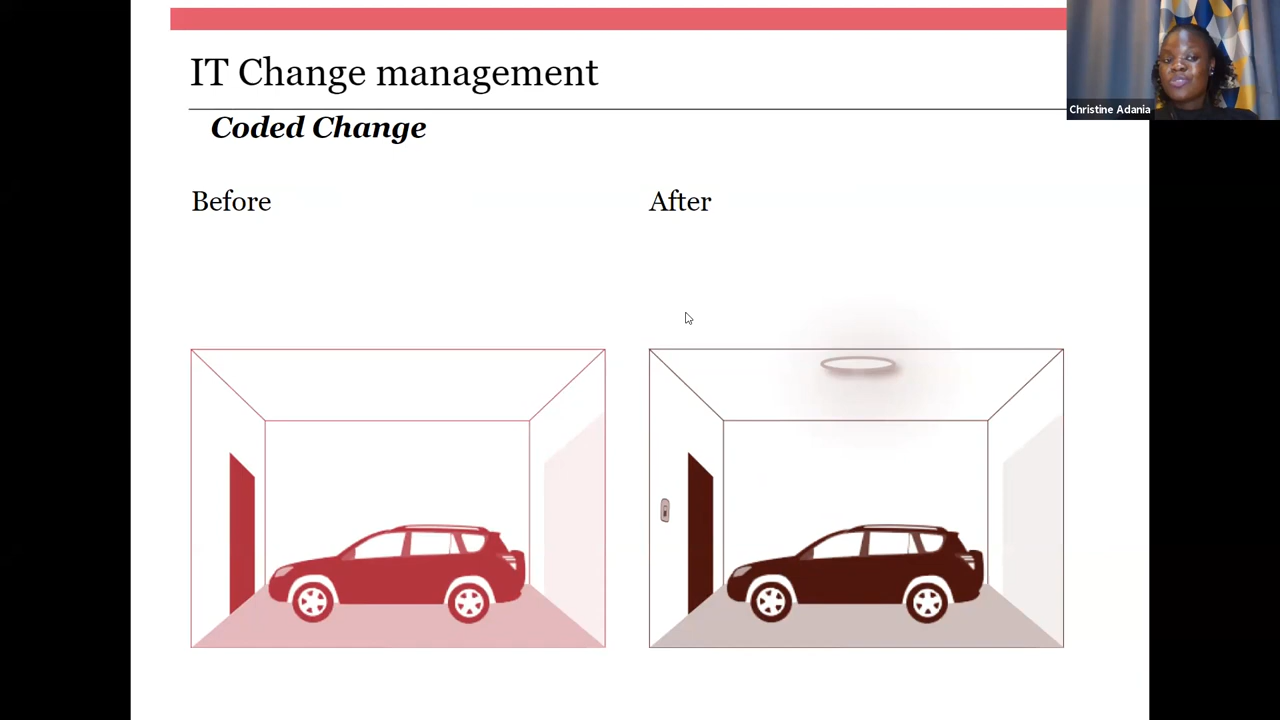 IT Change management
Christine Adania
Coded Change
Before
After